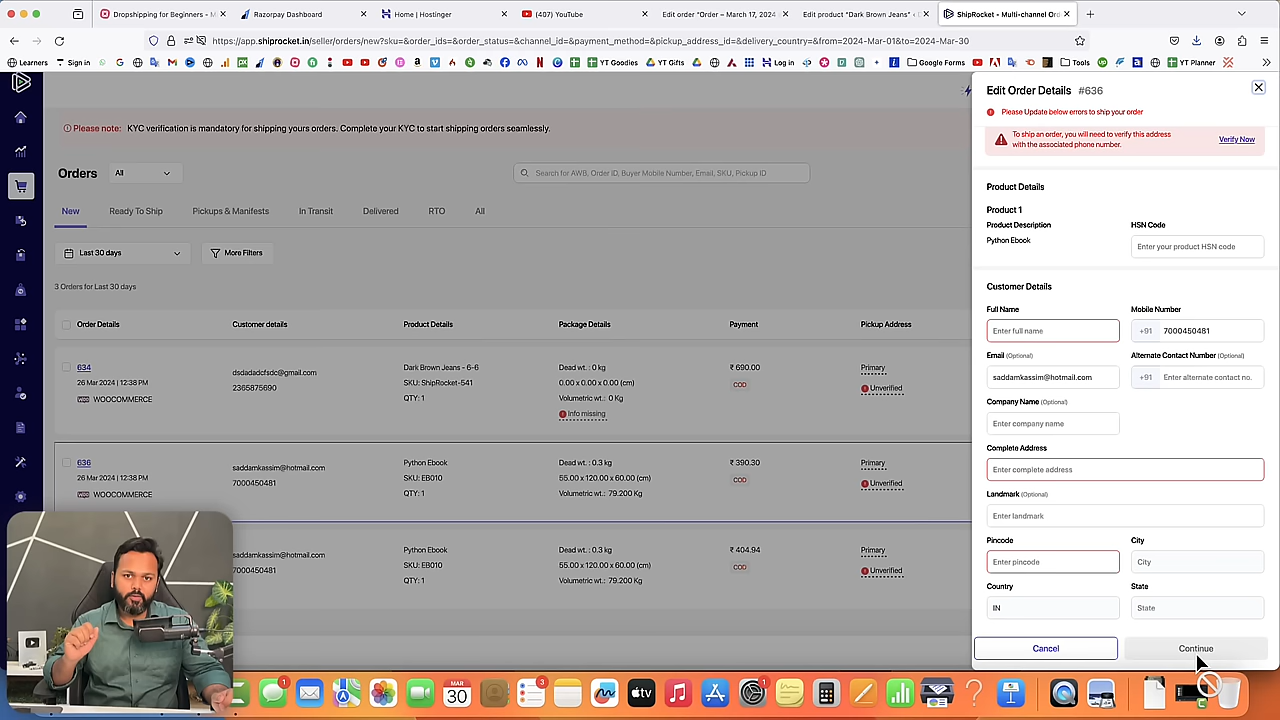 Dropshipping for Beginners - M
Razorpay Dashboard
Home | Hostinger
(407) YouTube
Edit order "Order – March 17, 2024
Edit product "Dark Brown Jeans" ‹
ShipRocket - Multi-channel Or
https://app.shiprocket.in/seller/orders/new?sku=&order_ids=&order_status=&channel_id=&payment_method=&pickup_address_id=&delivery_country=&from=2024-Mar-01&to=2024-Mar-30
Learners
Sign in
YT Goodies
YT Gifts
Log in
Google Forms
Tools
YT Planner
Please note: KYC verification is mandatory for shipping yours orders. Complete your KYC to start shipping orders seamlessly.
Orders
All
Search for AWB, Order ID, Buyer Mobile Number, Email, SKU, Pickup ID
New
Ready To Ship
Pickups & Manifests
In Transit
Delivered
RTO
All
Last 30 days
More Filters
3 Orders for Last 30 days
Order Details
Customer details
Product Details
Package Details
Payment
Pickup Address
634
26 Mar 2024 | 12:38 PM
WOOCOMMERCE
dsdadadcfsdc@gmail.com
2365875690
Dark Brown Jeans - 6-6
SKU: ShipRocket-541
QTY: 1
Dead wt. : 0 kg
0.00 x 0.00 x 0.00 (cm)
Volumetric wt.: 0 Kg
Info missing
₹ 690.00
COD
Primary
Unverified
636
26 Mar 2024 | 12:38 PM
WOOCOMMERCE
saddamkassim@hotmail.com
7000450481
Python Ebook
SKU: EB010
QTY: 1
Dead wt. : 0.3 kg
55.00 x 120.00 x 60.00 (cm)
Volumetric wt.: 79.200 Kg
₹ 390.30
COD
Primary
Unverified
saddamkassim@hotmail.com
7000450481
Python Ebook
SKU: EB010
QTY: 1
Dead wt. : 0.3 kg
55.00 x 120.00 x 60.00 (cm)
Volumetric wt.: 79.200 Kg
₹ 404.94
COD
Primary
Unverified
Edit Order Details #636
Please Update below errors to ship your order
To ship an order, you will need to verify this address
with the associated phone number.
Verify Now
Product Details
Product 1
Product Description
HSN Code
Python Ebook
Enter your product HSN code
Customer Details
Full Name
Mobile Number
Enter full name
+91 7000450481
Email (Optional)
Alternate Contact Number (Optional)
saddamkassim@hotmail.com
+91 Enter alternate contact no.
Company Name (Optional)
Enter company name
Complete Address
Enter complete address
Landmark (Optional)
Enter landmark
Pincode
City
Enter pincode
City
Country
State
IN
State
Cancel
Continue
MAR
30
1
3
tv
1